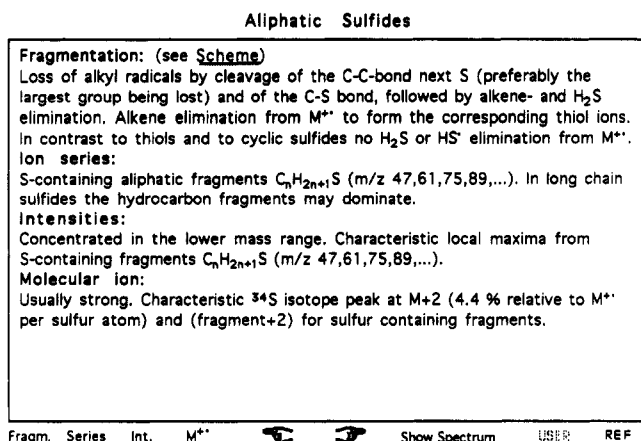 Aliphatic Sulfides
Fragmentation: (see Scheme)
Loss of alkyl radicals by cleavage of the C-C-bond next S (preferably the
largest group being lost) and of the C-S bond, followed by alkene- and H₂S
elimination. Alkene elimination from M⁺· to form the corresponding thiol ions.
In contrast to thiols and to cyclic sulfides no H₂S or HS· elimination from M⁺·.
Ion series:
S-containing aliphatic fragments CₙH₂ₙ₊₁S (m/z 47,61,75,89,...). In long chain
sulfides the hydrocarbon fragments may dominate.
Intensities:
Concentrated in the lower mass range. Characteristic local maxima from
S-containing fragments CₙH₂ₙ₊₁S (m/z 47,61,75,89,...).
Molecular ion:
Usually strong. Characteristic ³⁴S isotope peak at M+2 (4.4 % relative to M⁺·
per sulfur atom) and (fragment+2) for sulfur containing fragments.
Fragm. Series Int. M⁺· Show Spectrum USER REF